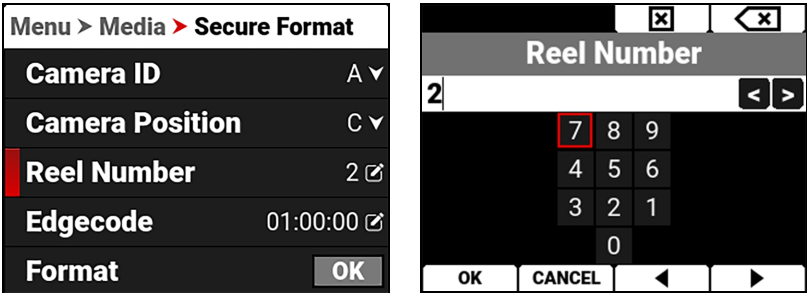 Menu > Media > Secure Format
Camera ID A
Camera Position C
Reel Number 2
Edgecode 01:00:00
Format OK
Reel Number
2 < >
7 8 9
4 5 6
3 2 1
0
OK CANCEL